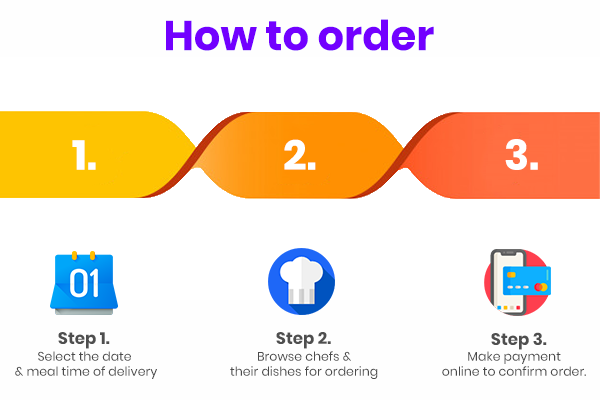 How to order
1.
2.
3.
01
Step 1.
Select the date
& meal time of delivery
Step 2.
Browse chefs &
their dishes for ordering
Step 3.
Make payment
online to confirm order.